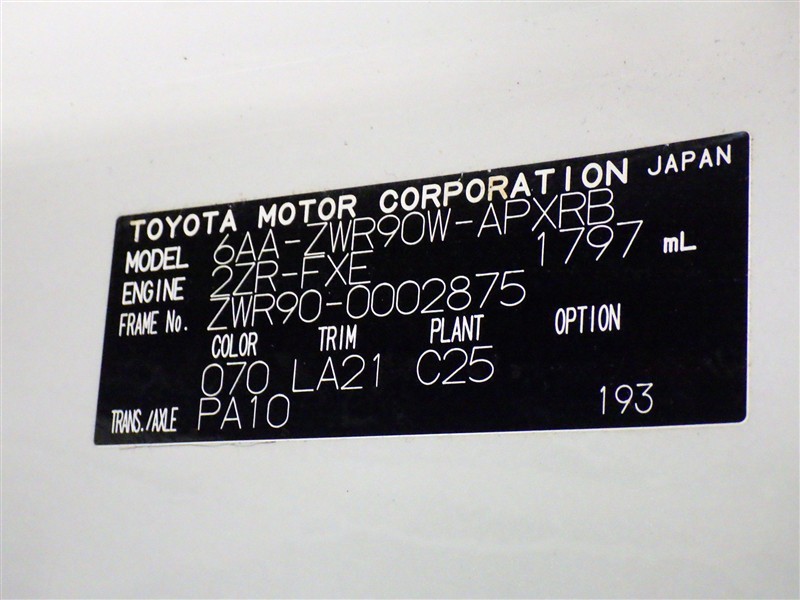 TOYOTA MOTOR CORPORATION JAPAN
MODEL 6AA-ZWR90W-APXRB
ENGINE 2ZR-FXE 1797 mL
FRAME No. ZWR90-0002875
COLOR TRIM PLANT OPTION
070 LA21 C25
TRANS./AXLE PA10 193